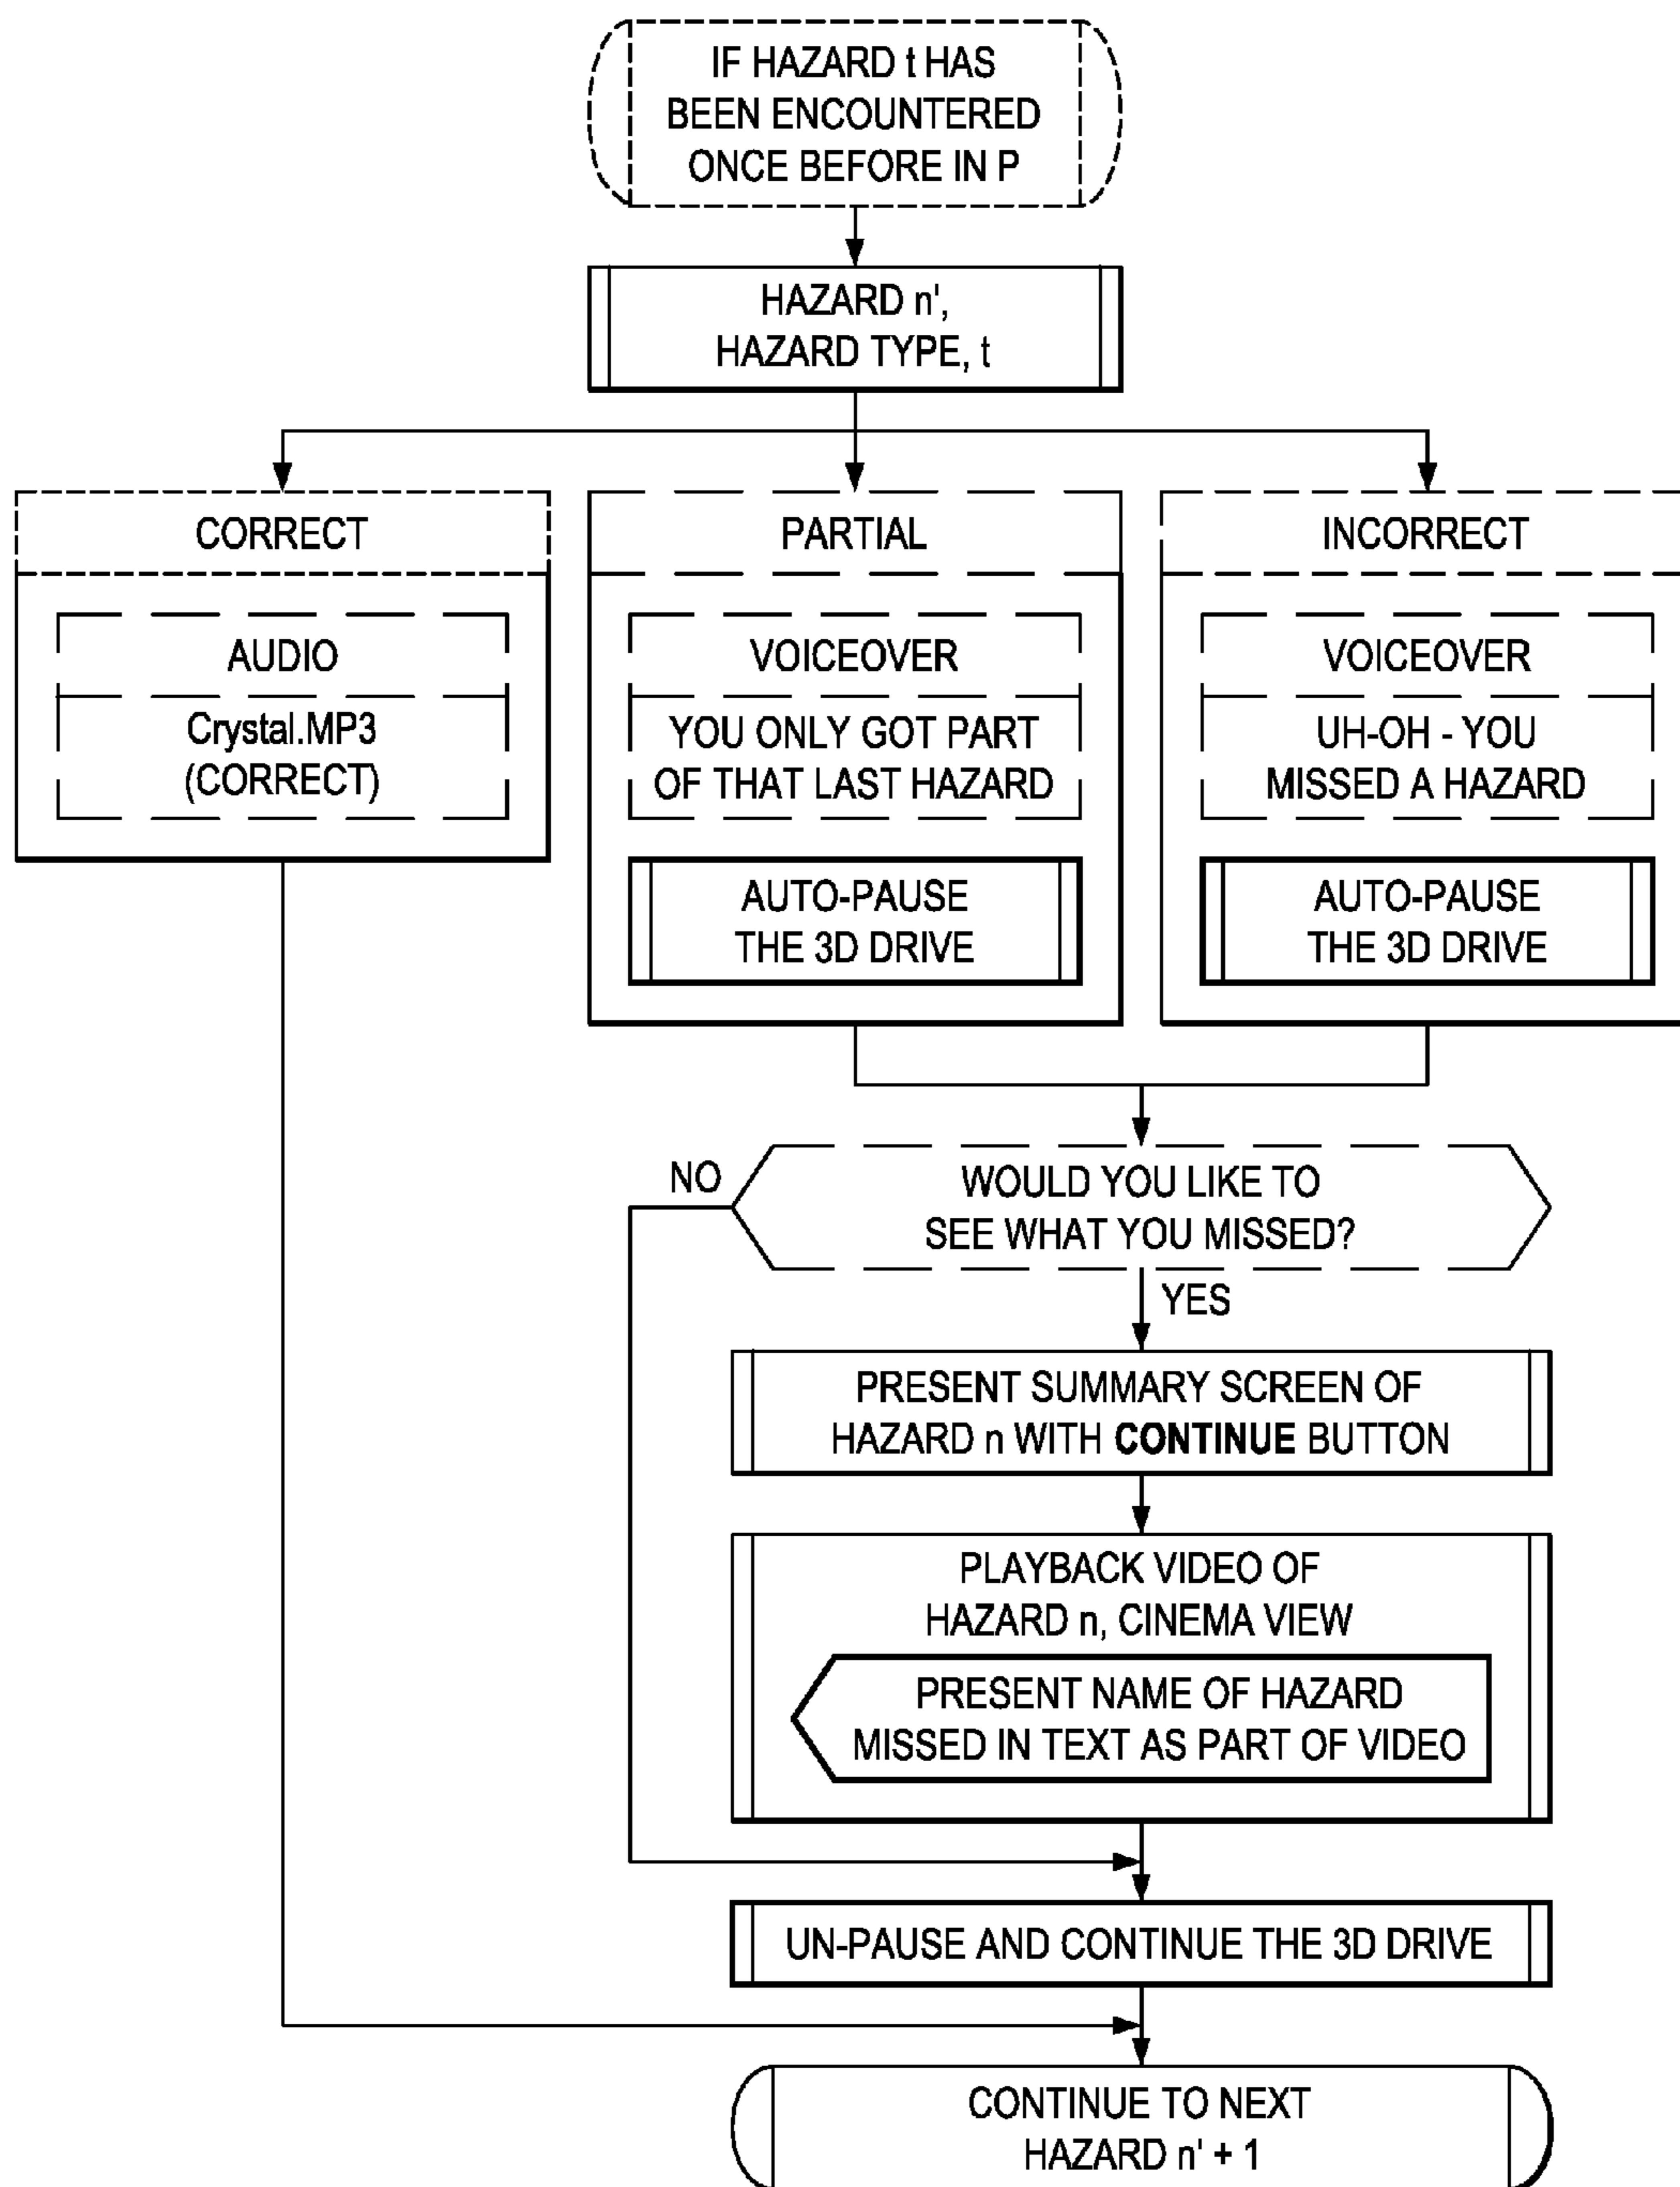 IF HAZARD t HAS
BEEN ENCOUNTERED
ONCE BEFORE IN P
HAZARD n',
HAZARD TYPE, t
CORRECT
AUDIO
Crystal.MP3
(CORRECT)
PARTIAL
VOICEOVER
YOU ONLY GOT PART
OF THAT LAST HAZARD
AUTO-PAUSE
THE 3D DRIVE
INCORRECT
VOICEOVER
UH-OH - YOU
MISSED A HAZARD
AUTO-PAUSE
THE 3D DRIVE
NO
WOULD YOU LIKE TO
SEE WHAT YOU MISSED?
YES
PRESENT SUMMARY SCREEN OF
HAZARD n WITH CONTINUE BUTTON
PLAYBACK VIDEO OF
HAZARD n, CINEMA VIEW
PRESENT NAME OF HAZARD
MISSED IN TEXT AS PART OF VIDEO
UN-PAUSE AND CONTINUE THE 3D DRIVE
CONTINUE TO NEXT
HAZARD n' + 1